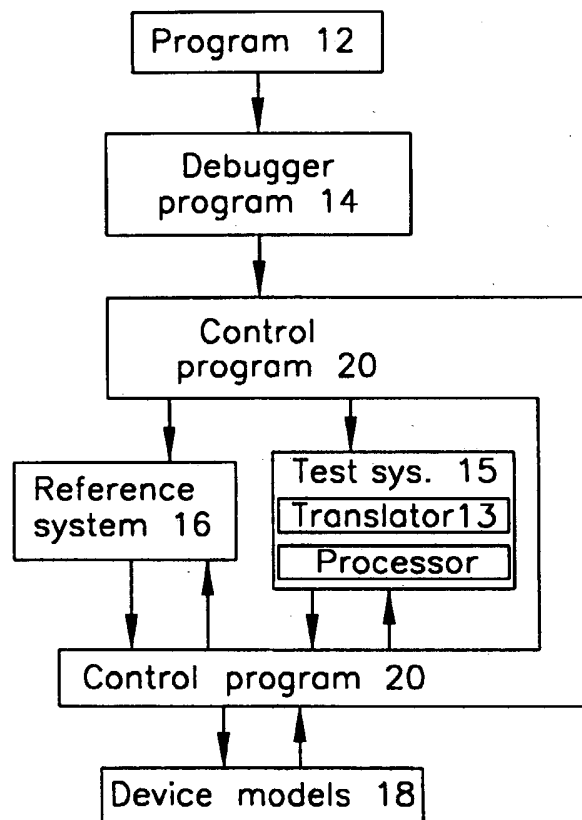 Program 12
Debugger
program 14
Control
program 20
Reference
system 16
Test sys. 15
Translator13
Processor
Control program 20
Device models 18